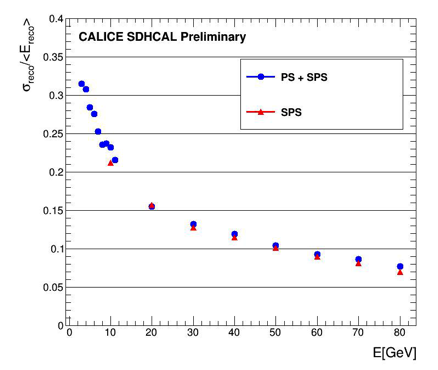 CALICE SDHCAL Preliminary
PS + SPS
SPS
σreco/<Ereco>
0.4
0.35
0.3
0.25
0.2
0.15
0.1
0.05
0
0 10 20 30 40 50 60 70 80
E[GeV]